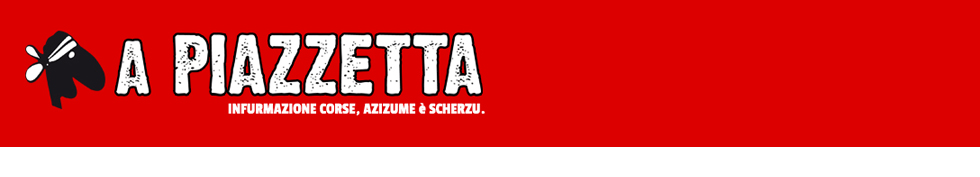 A PIAZZETTA
INFURMAZIONE CORSE, AZIZUME è SCHERZU.